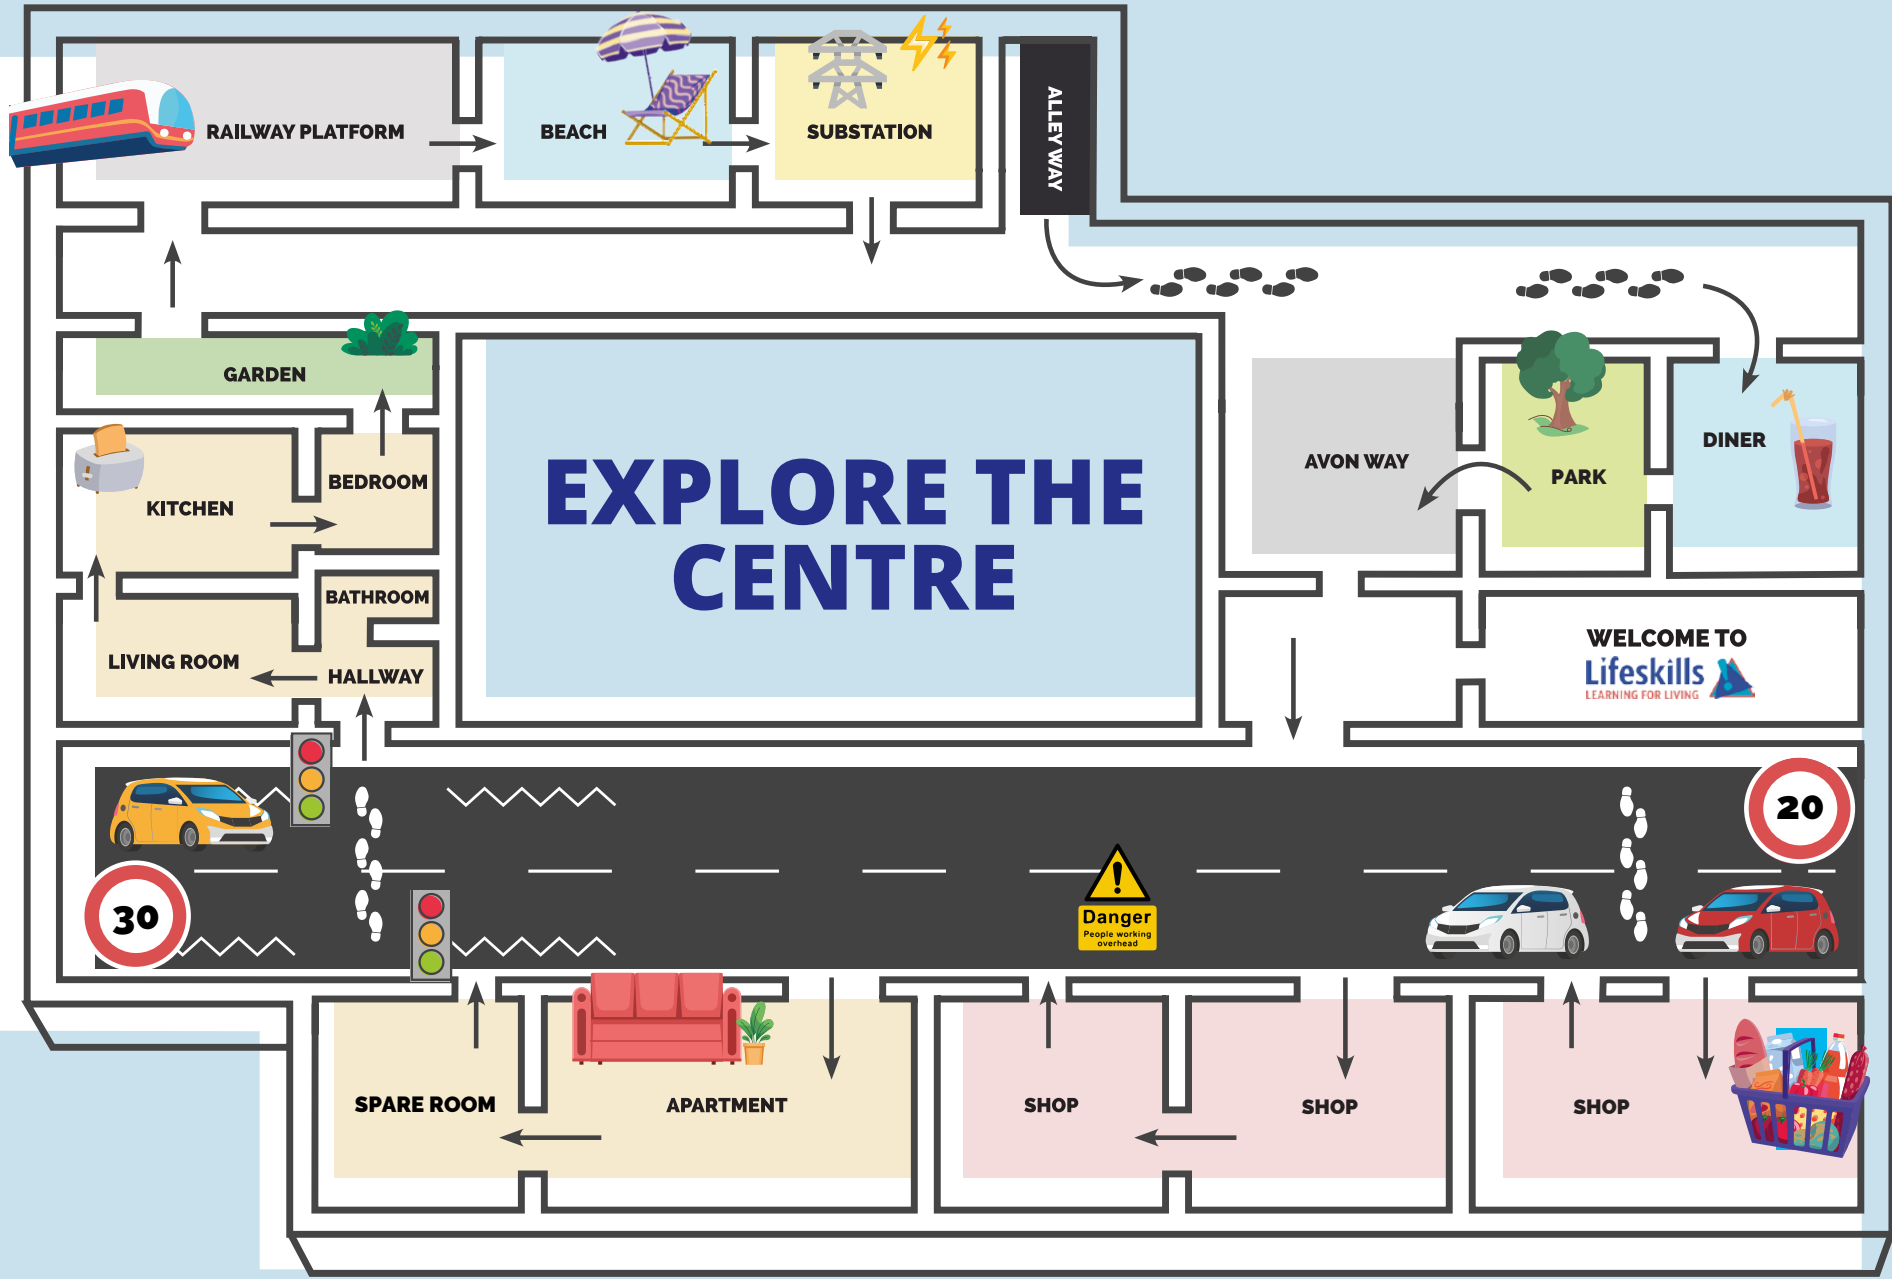 RAILWAY PLATFORM
BEACH
SUBSTATION
ALLEY WAY
GARDEN
KITCHEN
BEDROOM
BATHROOM
LIVING ROOM
HALLWAY
EXPLORE THE
CENTRE
AVON WAY
PARK
DINER
WELCOME TO
Lifeskills
LEARNING FOR LIVING
20
30
Danger
People working
overhead
SPARE ROOM
APARTMENT
SHOP
SHOP
SHOP